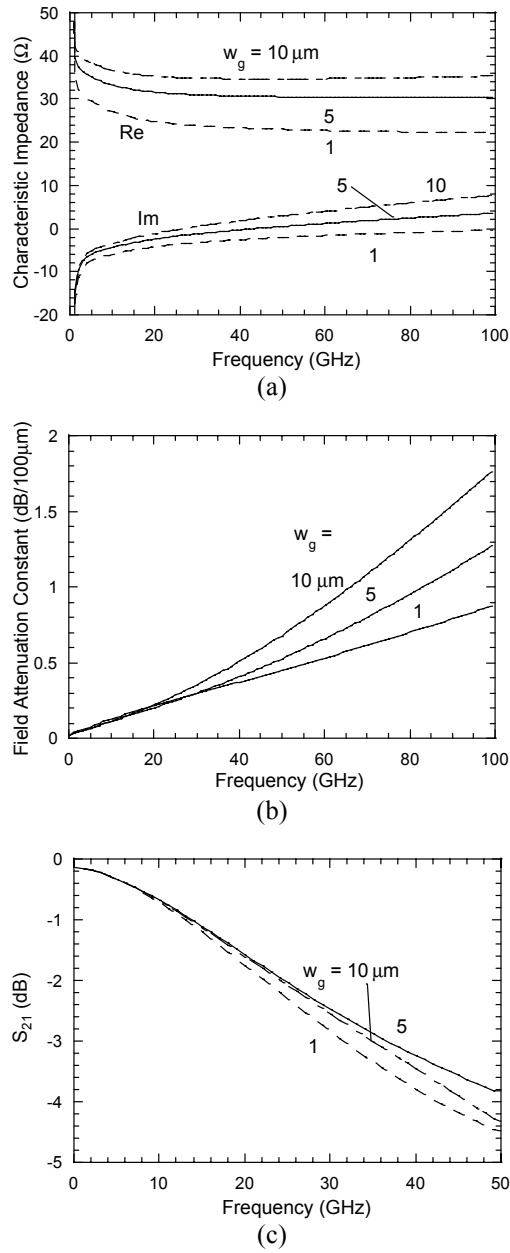 50
40
30
20
10
0
-10
-20
Characteristic Impedance (Ω)
w_g = 10 µm
5
1
Re
Im
5
10
1
0 20 40 60 80 100
Frequency (GHz)
(a)
2
1.5
1
0.5
0
Field Attenuation Constant (dB/100µm)
w_g =
10 µm
5
1
0 20 40 60 80 100
Frequency (GHz)
(b)
0
-1
-2
-3
-4
-5
S_21 (dB)
w_g = 10 µm
5
1
0 10 20 30 40 50
Frequency (GHz)
(c)